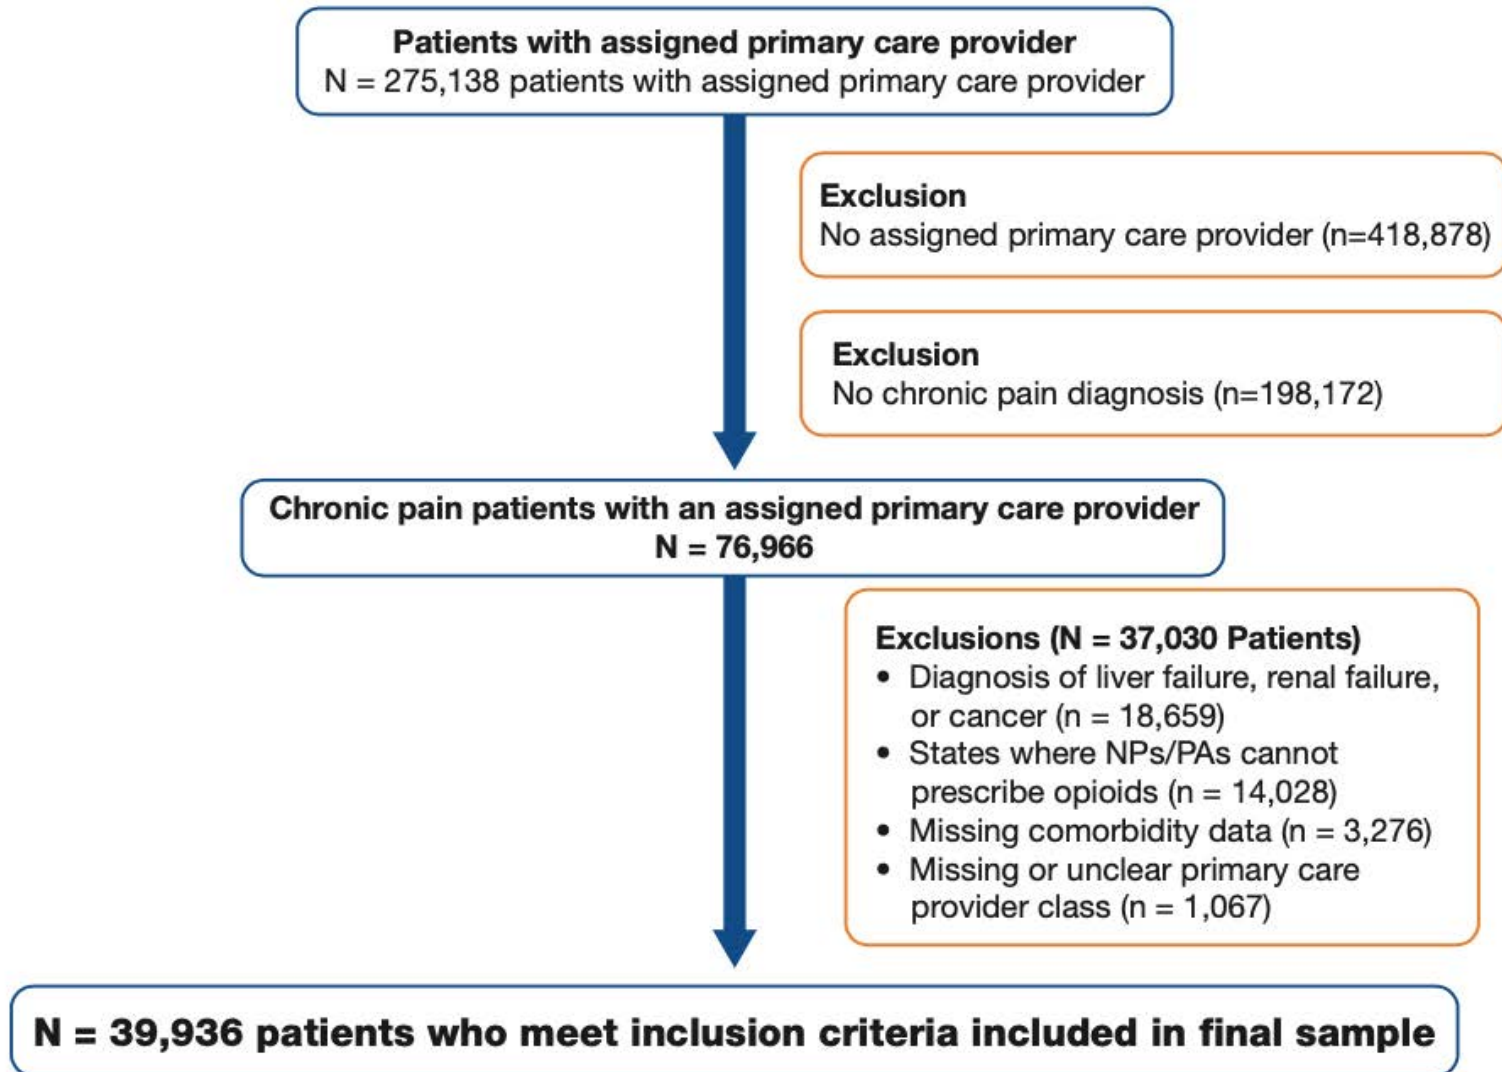 Patients with assigned primary care provider
N = 275,138 patients with assigned primary care provider
Exclusion
No assigned primary care provider (n=418,878)
Exclusion
No chronic pain diagnosis (n=198,172)
Chronic pain patients with an assigned primary care provider
N = 76,966
Exclusions (N = 37,030 Patients)
• Diagnosis of liver failure, renal failure,
or cancer (n = 18,659)
• States where NPs/PAs cannot
prescribe opioids (n = 14,028)
• Missing comorbidity data (n = 3,276)
• Missing or unclear primary care
provider class (n = 1,067)
N = 39,936 patients who meet inclusion criteria included in final sample